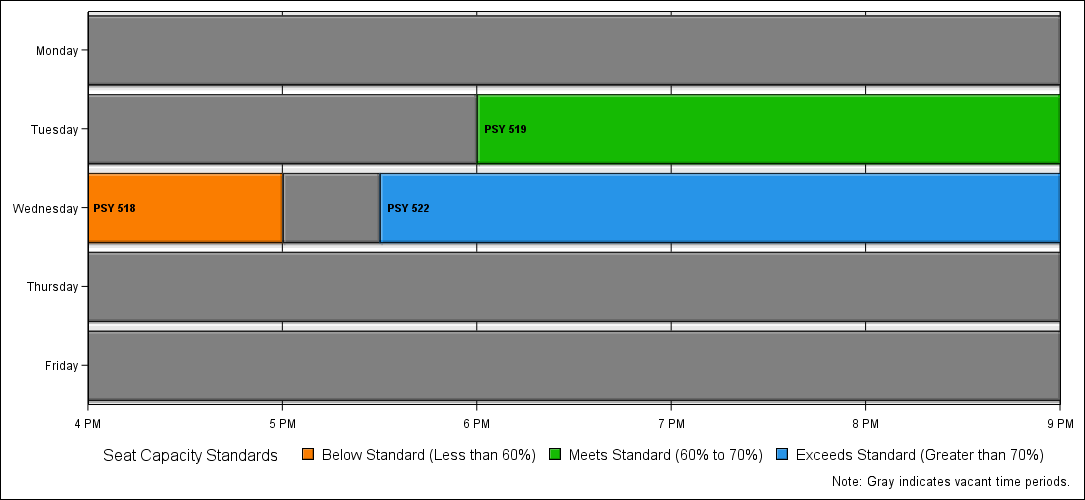 Monday
Tuesday
PSY 519
Wednesday
PSY 518
PSY 522
Thursday
Friday
4 PM
5 PM
6 PM
7 PM
8 PM
9 PM
Seat Capacity Standards
Below Standard (Less than 60%)
Meets Standard (60% to 70%)
Exceeds Standard (Greater than 70%)
Note: Gray indicates vacant time periods.